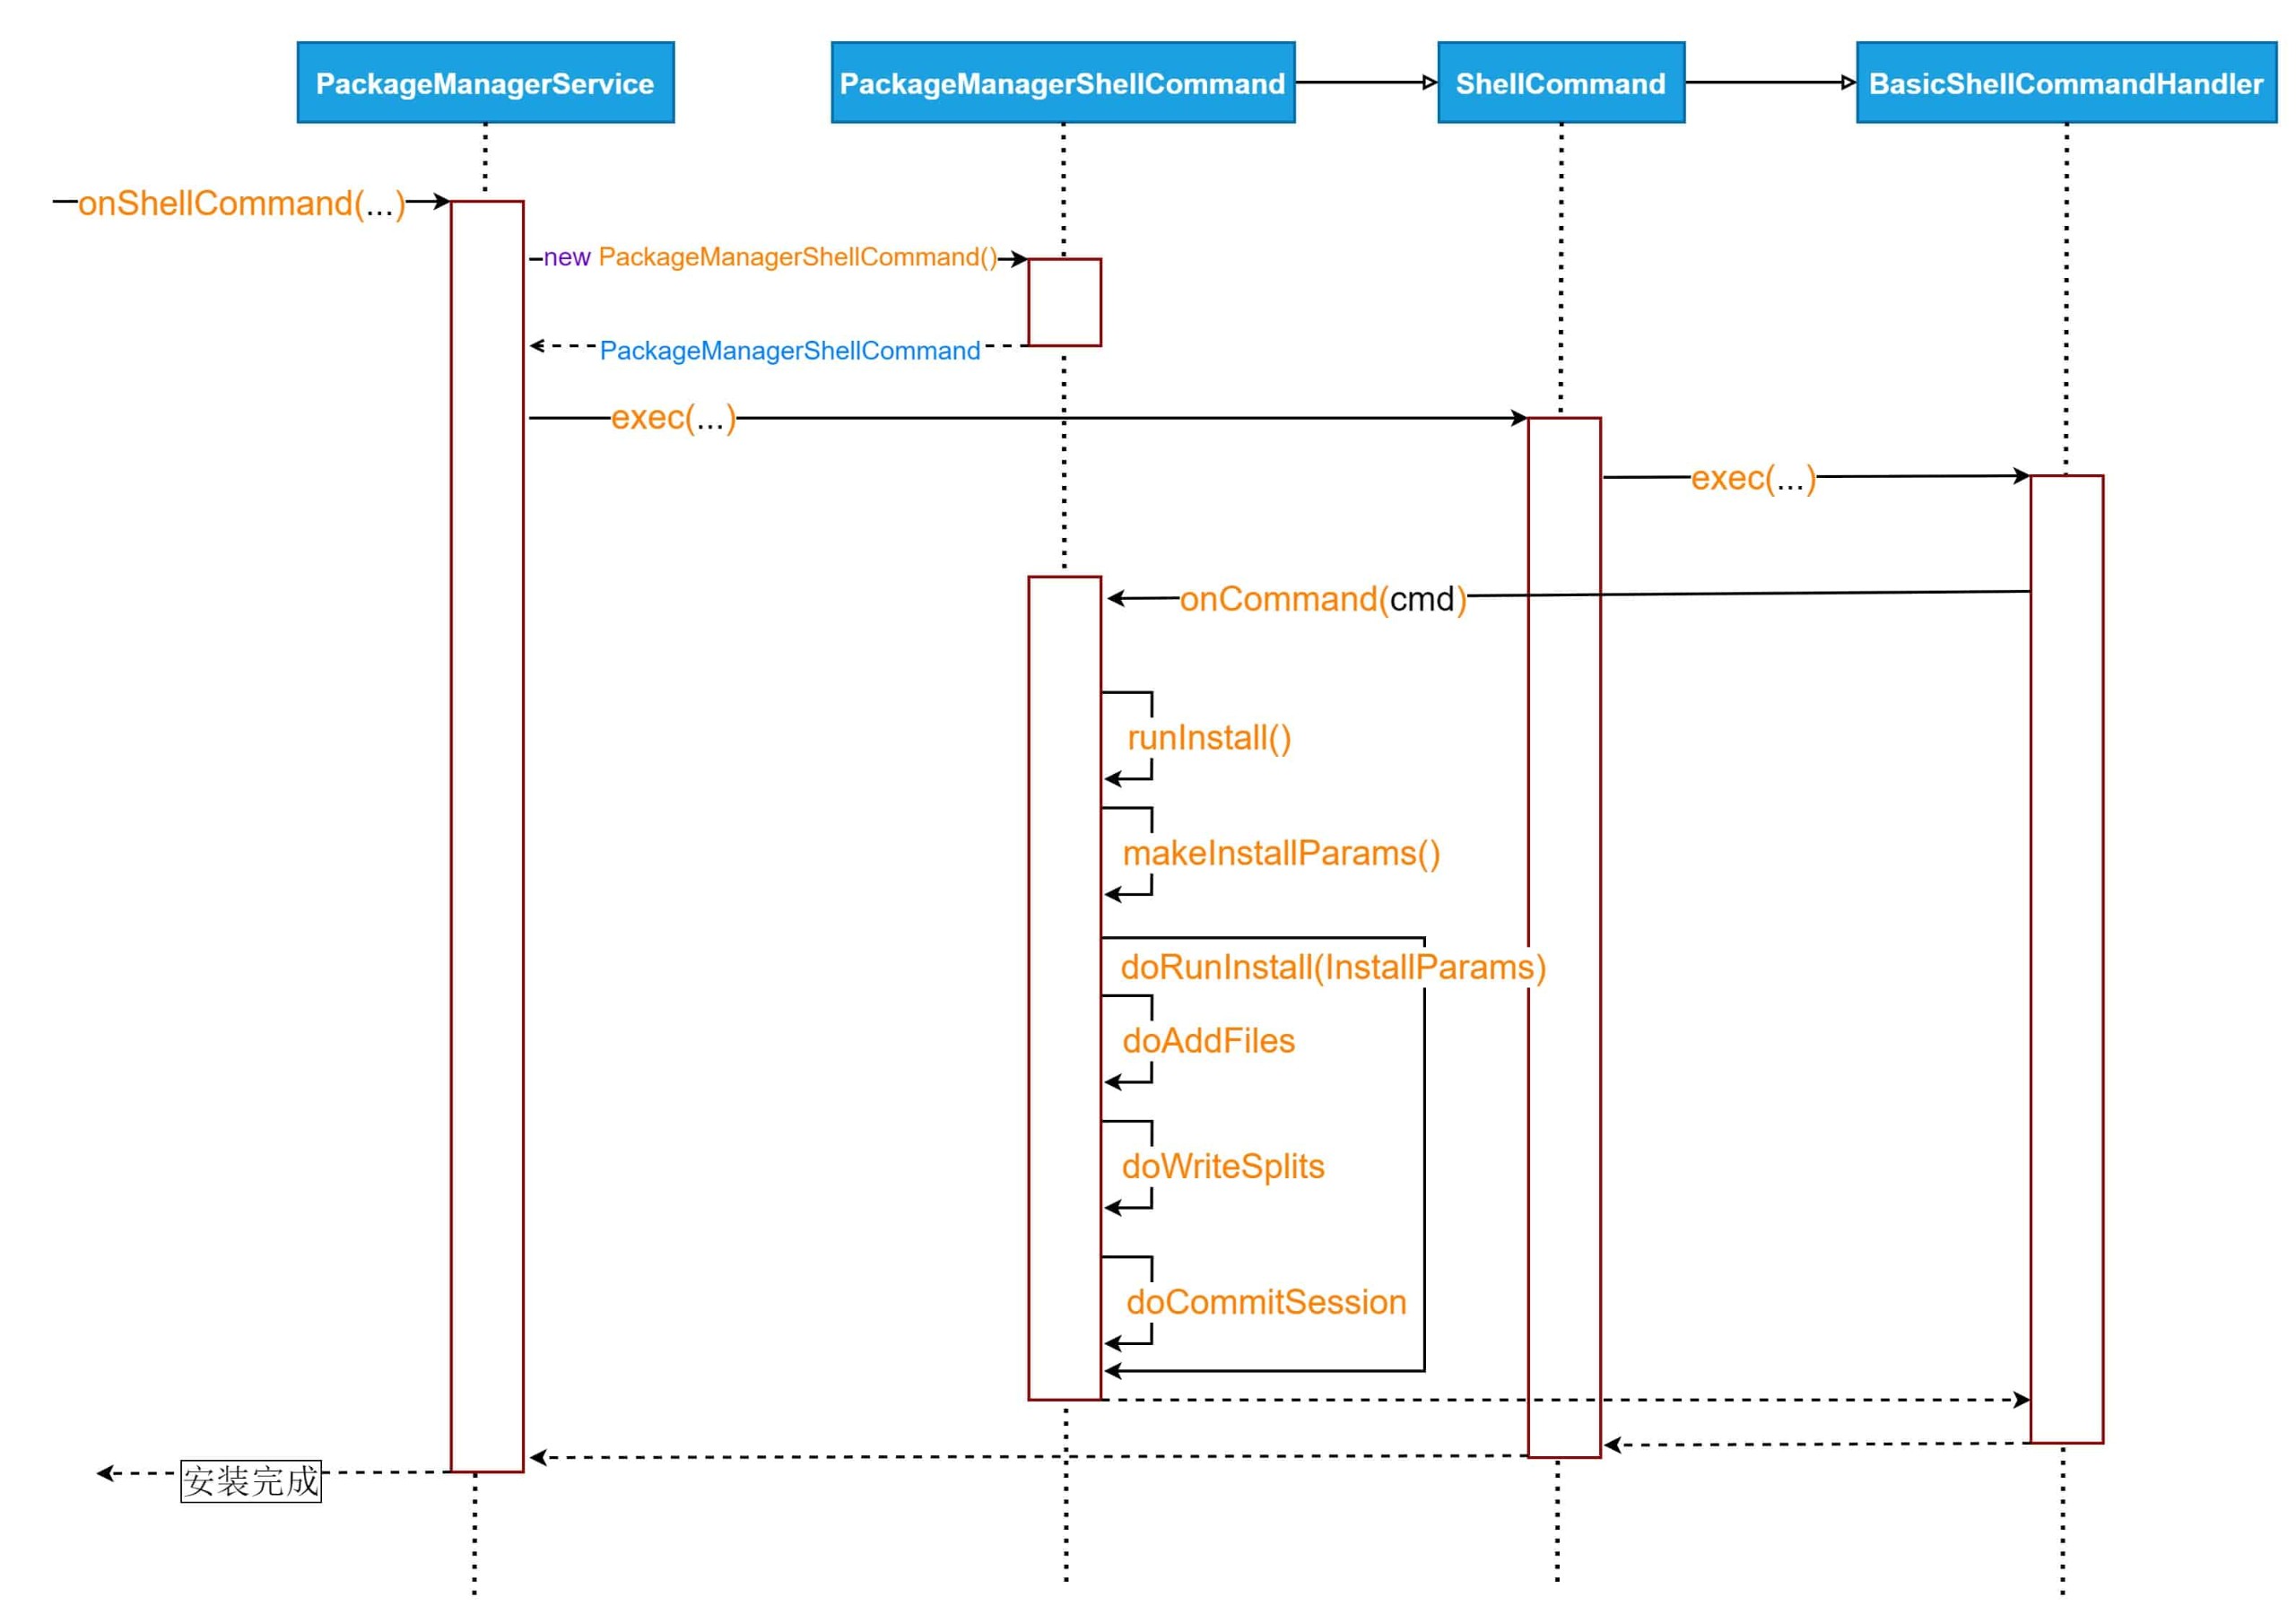 PackageManagerService
PackageManagerShellCommand
ShellCommand
BasicShellCommandHandler
onShellCommand(...)
new PackageManagerShellCommand()
PackageManagerShellCommand
exec(...)
exec(...)
onCommand(cmd)
runInstall()
makeInstallParams()
doRunInstall(InstallParams)
doAddFiles
doWriteSplits
doCommitSession
安装完成